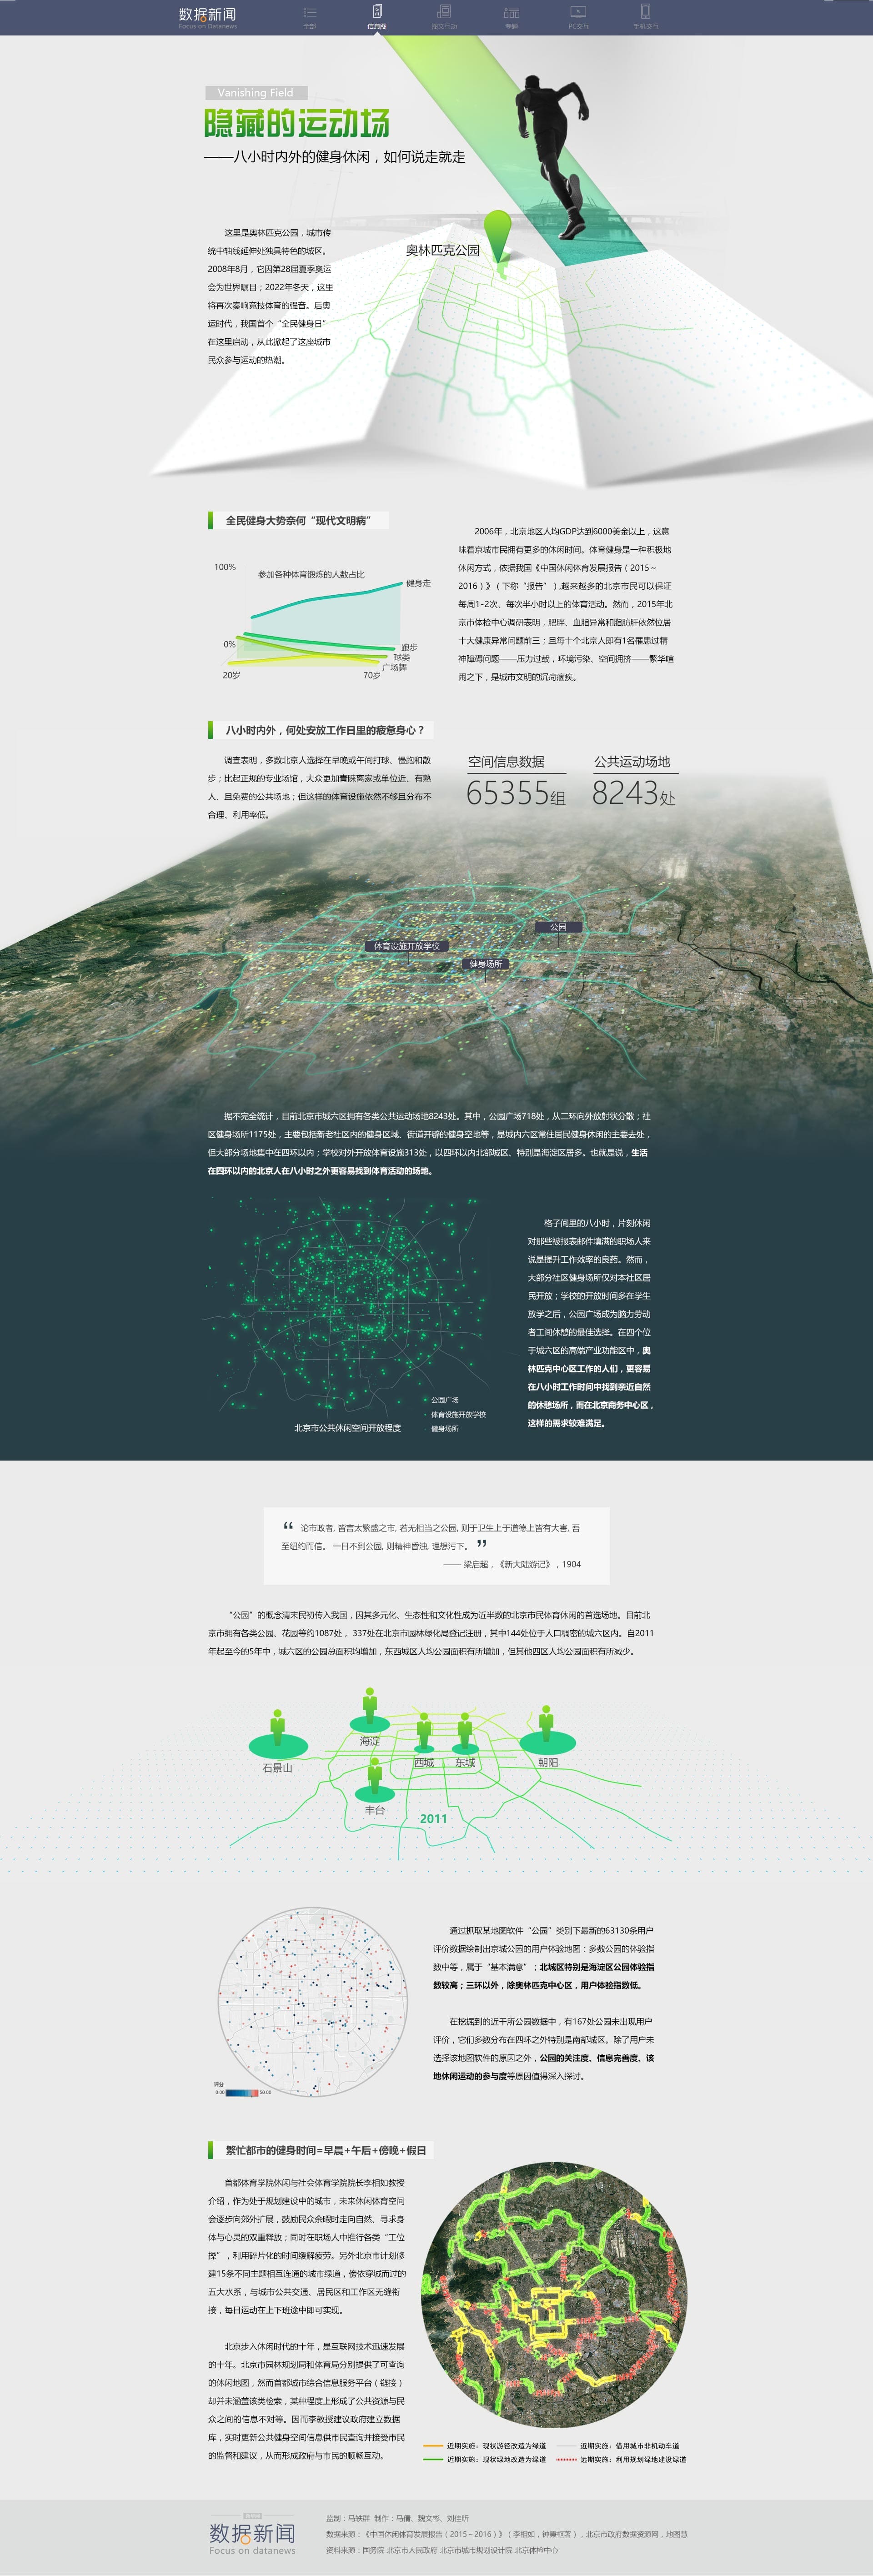 数据新闻
Focus on Datanews
全部
信息图
图文互动
专题
PC交互
手机交互
Vanishing Field
隐藏的运动场
——八小时内外的健身休闲，如何说走就走
这里是奥林匹克公园，城市传
统中轴线延伸处独具特色的城区。
2008年8月，它因第28届夏季奥运
会为世界瞩目；2022年冬天，这里
将再次奏响竞技体育的强音。后奥
运时代，我国首个“全民健身日”
在这里启动，从此掀起了这座城市
民众参与运动的热潮。
奥林匹克公园
全民健身大势奈何“现代文明病”
100%
参加各种体育锻炼的人数占比
健身走
0%
跑步
球类
广场舞
20岁
70岁
2006年，北京地区人均GDP达到6000美金以上，这意
味着京城市民拥有更多的休闲时间。体育健身是一种积极地
休闲方式，依据我国《中国休闲体育发展报告（2015～
2016）》（下称“报告”）,越来越多的北京市民可以保证
每周1-2次、每次半小时以上的体育活动。然而，2015年北
京市体检中心调研表明，肥胖、血脂异常和脂肪肝依然位居
十大健康异常问题前三；且每十个北京人即有1名罹患过精
神障碍问题——压力过载，环境污染、空间拥挤——繁华喧
闹之下，是城市文明的沉疴痼疾。
八小时内外，何处安放工作日里的疲惫身心？
调查表明，多数北京人选择在早晚或午间打球、慢跑和散
步；比起正规的专业场馆，大众更加青睐离家或单位近、有熟
人、且免费的公共场地；但这样的体育设施依然不够且分布不
合理、利用率低。
空间信息数据
65355组
公共运动场地
8243处
公园
体育设施开放学校
健身场所
据不完全统计，目前北京市城六区拥有各类公共运动场地8243处。其中，公园广场718处，从二环向外放射状分散；社
区健身场所1175处，主要包括新老社区内的健身区域、街道开辟的健身空地等，是城内六区常住居民健身休闲的主要去处，
但大部分场地集中在四环以内；学校对外开放体育设施313处，以四环以内北部城区、特别是海淀区居多。也就是说，生活
在四环以内的北京人在八小时之外更容易找到体育活动的场地。
格子间里的八小时，片刻休闲
对那些被报表邮件填满的职场人来
说是提升工作效率的良药。然而，
大部分社区健身场所仅对本社区居
民开放；学校的开放时间多在学生
放学之后，公园广场成为脑力劳动
者工间休憩的最佳选择。在四个位
于城六区的高端产业功能区中，奥
林匹克中心区工作的人们，更容易
在八小时工作时间中找到亲近自然
的休憩场所，而在北京商务中心区，
这样的需求较难满足。
公园广场
体育设施开放学校
健身场所
北京市公共休闲空间开放程度
“ 论市政者, 皆言太繁盛之市, 若无相当之公园, 则于卫生上于道德上皆有大害, 吾
至纽约而信。 一日不到公园, 则精神昏浊, 理想污下。 ”
—— 梁启超，《新大陆游记》，1904
“公园”的概念清末民初传入我国，因其多元化、生态性和文化性成为近半数的北京市民体育休闲的首选场地。目前北
京市拥有各类公园、花园等约1087处， 337处在北京市园林绿化局登记注册，其中144处位于人口稠密的城六区内。自2011
年起至今的5年中，城六区的公园总面积均增加，东西城区人均公园面积有所增加，但其他四区人均公园面积有所减少。
石景山
海淀
西城
东城
朝阳
丰台
2011
通过抓取某地图软件“公园”类别下最新的63130条用户
评价数据绘制出京城公园的用户体验地图：多数公园的体验指
数中等，属于“基本满意”；北城区特别是海淀区公园体验指
数较高；三环以外，除奥林匹克中心区，用户体验指数低。
在挖掘到的近千所公园数据中，有167处公园未出现用户
评价，它们多数分布在四环之外特别是南部城区。除了用户未
选择该地图软件的原因之外，公园的关注度、信息完善度、该
地休闲运动的参与度等原因值得深入探讨。
评分
0.00
50.00
繁忙都市的健身时间=早晨+午后+傍晚+假日
首都体育学院休闲与社会体育学院院长李相如教授
介绍，作为处于规划建设中的城市，未来休闲体育空间
会逐步向郊外扩展，鼓励民众余暇时走向自然、寻求身
体与心灵的双重释放；同时在职场人中推行各类“工位
操”，利用碎片化的时间缓解疲劳。另外北京市计划修
建15条不同主题相互连通的城市绿道，傍依穿城而过的
五大水系，与城市公共交通、居民区和工作区无缝衔
接，每日运动在上下班途中即可实现。
北京步入休闲时代的十年，是互联网技术迅速发展
的十年。北京市园林规划局和体育局分别提供了可查询
的休闲地图，然而首都城市综合信息服务平台（链接）
却并未涵盖该类检索，某种程度上形成了公共资源与民
众之间的信息不对等。因而李教授建议政府建立数据
库，实时更新公共健身空间信息供市民查询并接受市民
的监督和建议，从而形成政府与市民的顺畅互动。
近期实施：现状游径改造为绿道
近期实施：借用城市非机动车道
近期实施：现状绿地改造为绿道
远期实施：利用规划绿地建设绿道
数据新闻
Focus on datanews
监制：马轶群 制作：马倩、魏文彬、刘佳昕
数据来源：《中国休闲体育发展报告（2015～2016）》（李相如，钟秉枢著），北京市政府数据资源网，地图慧
资料来源：国务院 北京市人民政府 北京市城市规划设计院 北京体检中心